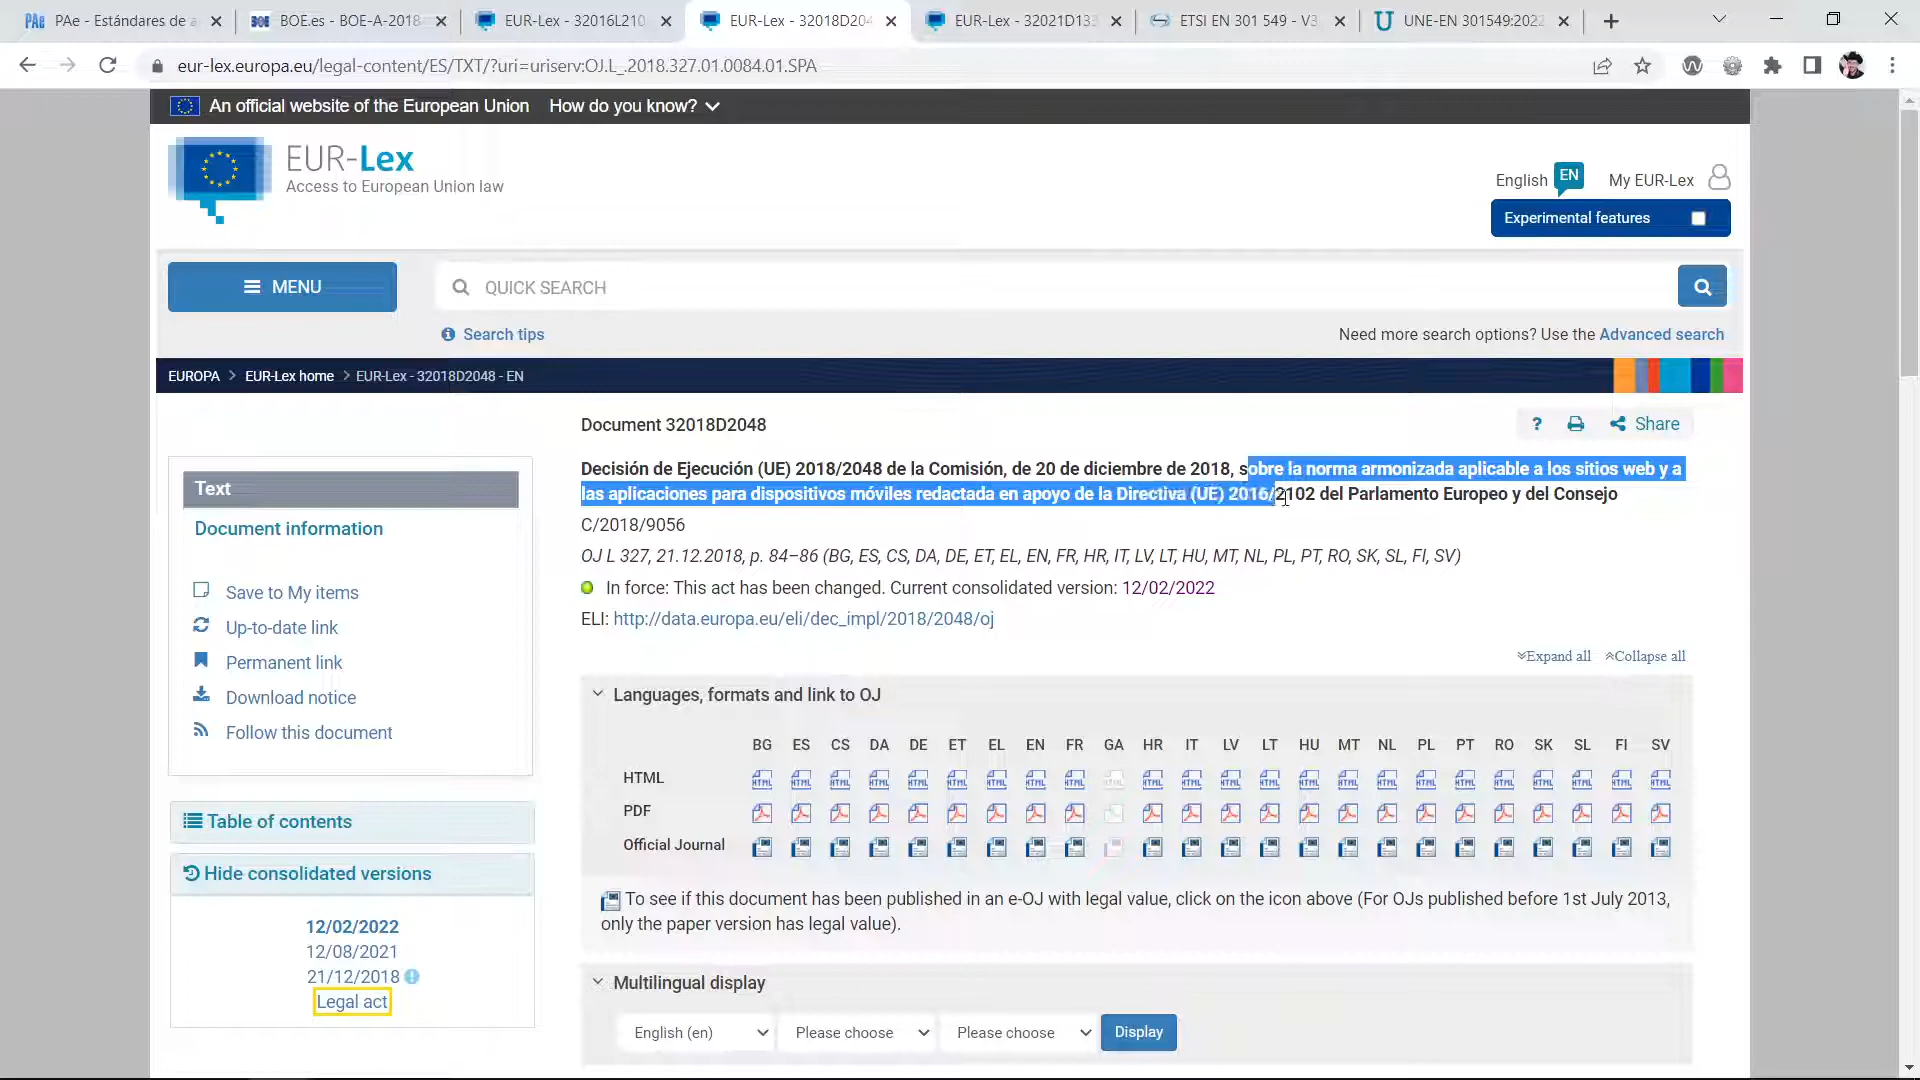 PAe - Estándares de a
BOE.es - BOE-A-2018-
EUR-Lex - 32016L210
EUR-Lex - 32018D204
EUR-Lex - 32021D133
ETSI EN 301 549 - V3.
UNE-EN 301549:2022
eur-lex.europa.eu/legal-content/ES/TXT/?uri=uriserv:OJ.L_.2018.327.01.0084.01.SPA
An official website of the European Union How do you know?
EUR-Lex
Access to European Union law
English EN My EUR-Lex
Experimental features
MENU
QUICK SEARCH
Search tips
Need more search options? Use the Advanced search
EUROPA > EUR-Lex home > EUR-Lex - 32018D2048 - EN
Document 32018D2048
? Share
Text
Document information
Save to My items
Up-to-date link
Permanent link
Download notice
Follow this document
Table of contents
Hide consolidated versions
12/02/2022
12/08/2021
21/12/2018
Legal act
Decisión de Ejecución (UE) 2018/2048 de la Comisión, de 20 de diciembre de 2018, sobre la norma armonizada aplicable a los sitios web y a
las aplicaciones para dispositivos móviles redactada en apoyo de la Directiva (UE) 2016/2102 del Parlamento Europeo y del Consejo
C/2018/9056
OJ L 327, 21.12.2018, p. 84–86 (BG, ES, CS, DA, DE, ET, EL, EN, FR, HR, IT, LV, LT, HU, MT, NL, PL, PT, RO, SK, SL, FI, SV)
In force: This act has been changed. Current consolidated version: 12/02/2022
ELI: http://data.europa.eu/eli/dec_impl/2018/2048/oj
Expand all Collapse all
Languages, formats and link to OJ
BG ES CS DA DE ET EL EN FR GA HR IT LV LT HU MT NL PL PT RO SK SL FI SV
HTML
PDF
Official Journal
To see if this document has been published in an e-OJ with legal value, click on the icon above (For OJs published before 1st July 2013,
only the paper version has legal value).
Multilingual display
English (en) Please choose Please choose Display